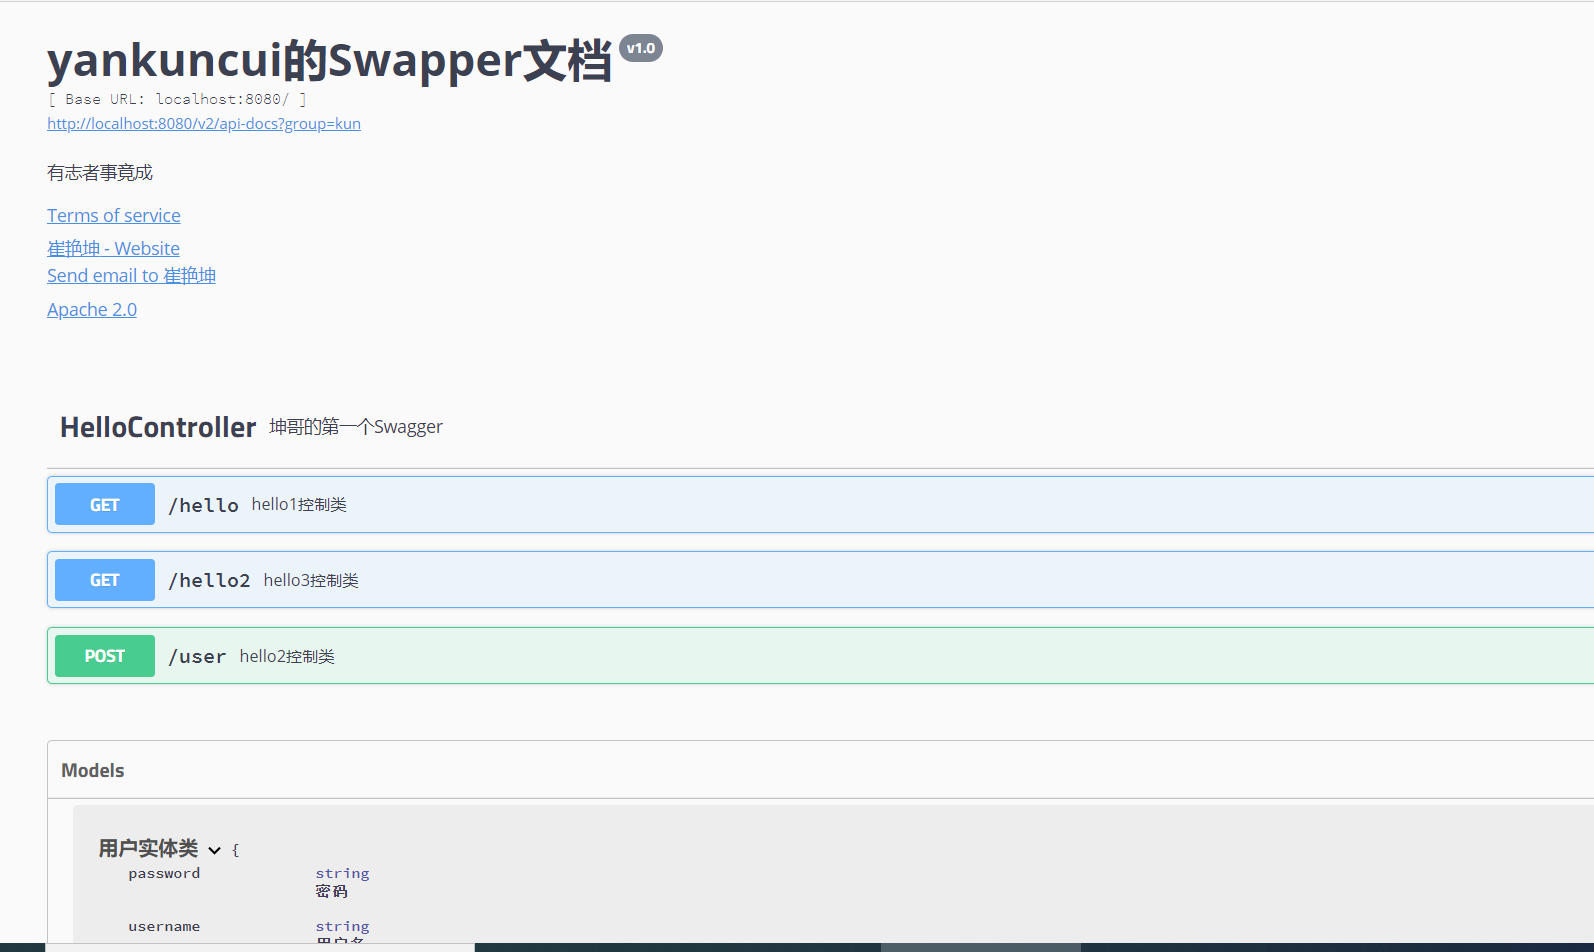 yankuncui的Swapper文档 v1.0
[ Base URL: localhost:8080/ ]
http://localhost:8080/v2/api-docs?group=kun
有志者事竟成
Terms of service
崔艳坤 - Website
Send email to 崔艳坤
Apache 2.0
HelloController 坤哥的第一个Swagger
GET /hello hello1控制类
GET /hello2 hello3控制类
POST /user hello2控制类
Models
用户实体类 {
password string
密码
username string
用户名